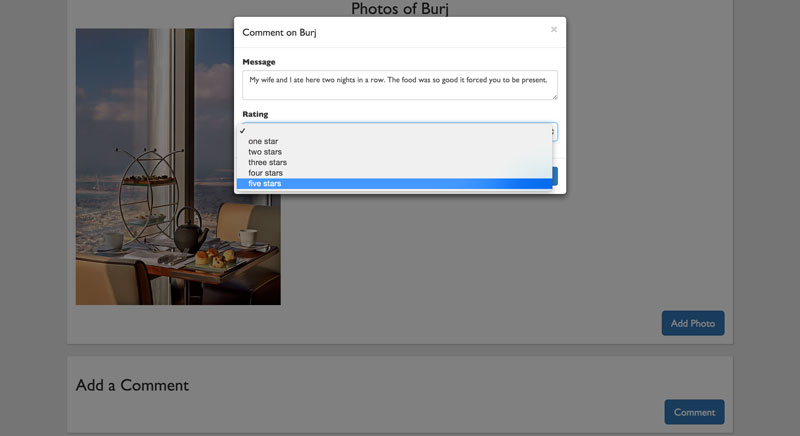 Photos of Burj
Comment on Burj
×
Message
My wife and I ate here two nights in a row. The food was so good it forced you to be present.
Rating
✓
one star
two stars
three stars
four stars
five stars
Add Photo
Add a Comment
Comment